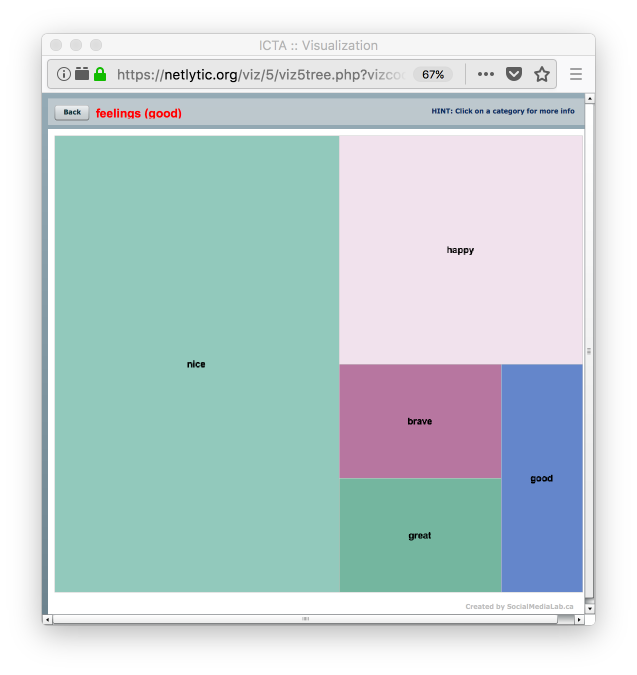 ICTA :: Visualization
https://netlytic.org/viz/5/viz5tree.php?vizco
67%
Back
feelings (good)
HINT: Click on a category for more info
happy
nice
brave
good
great
Created by SocialMediaLab.ca